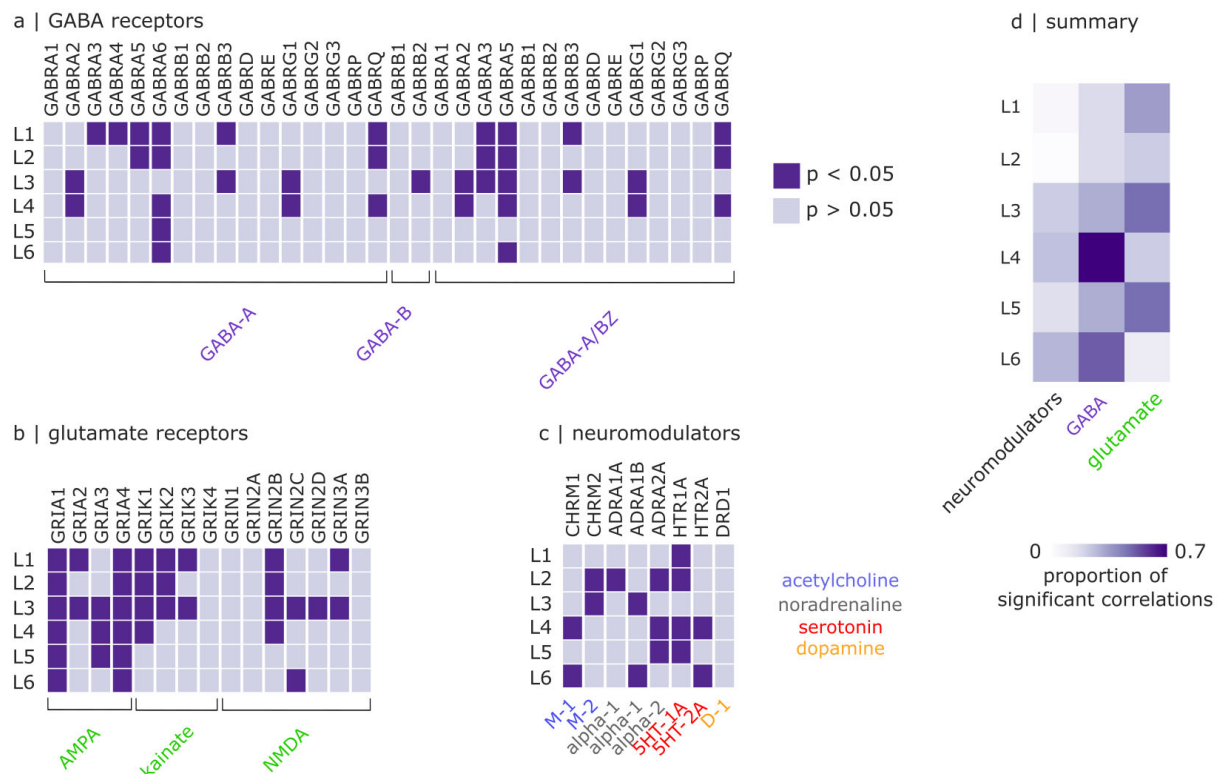 a | GABA receptors
GABRA1 GABRA2 GABRA3 GABRA4 GABRA5 GABRA6 GABRB1 GABRB2 GABRB3 GABRD GABRE GABRG1 GABRG2 GABRG3 GABRP GABRQ GABRB1 GABRB2 GABRA1 GABRA2 GABRA3 GABRA5 GABRB1 GABRB2 GABRB3 GABRD GABRE GABRG1 GABRG2 GABRG3 GABRP GABRQ
L1
L2
L3
L4
L5
L6
GABA-A
GABA-B
GABA-A/BZ
p < 0.05
p > 0.05
d | summary
L1
L2
L3
L4
L5
L6
neuromodulators
GABA
glutamate
0 0.7
proportion of
significant correlations
b | glutamate receptors
GRIA1 GRIA2 GRIA3 GRIA4 GRIK1 GRIK2 GRIK3 GRIK4 GRIN1 GRIN2A GRIN2B GRIN2C GRIN2D GRIN3A GRIN3B
L1
L2
L3
L4
L5
L6
AMPA
kainate
NMDA
c | neuromodulators
CHRM1 CHRM2 ADRA1A ADRA1B ADRA2A HTR1A HTR2A DRD1
L1
L2
L3
L4
L5
L6
M-1
M-2
alpha-1
alpha-1
alpha-2
5HT-1A
5HT-2A
D-1
acetylcholine
noradrenaline
serotonin
dopamine